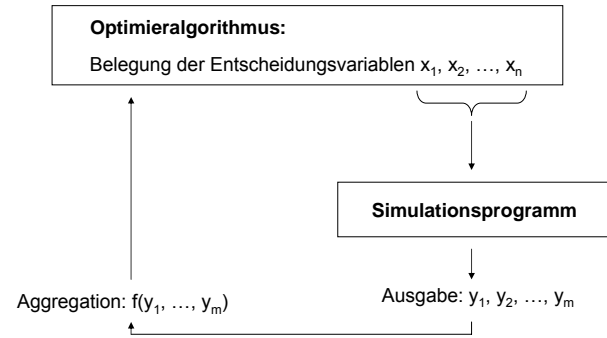 Optimieralgorithmus:
Belegung der Entscheidungsvariablen x₁, x₂, …, xₙ
Simulationsprogramm
Ausgabe: y₁, y₂, …, yₘ
Aggregation: f(y₁, …, yₘ)